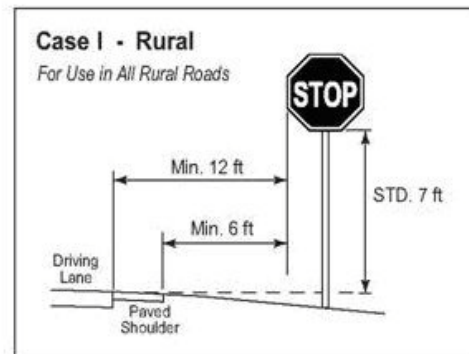 Case I - Rural
For Use in All Rural Roads
STOP
Min. 12 ft
STD. 7 ft
Min. 6 ft
Driving
Lane
Paved
Shoulder